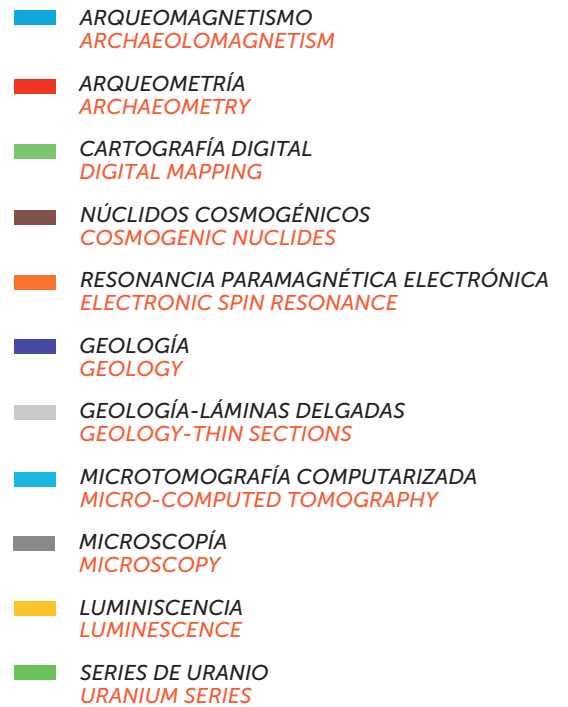 ARQUEOMAGNETISMO
ARCHAEOLOMAGNETISM
ARQUEOMETRÍA
ARCHAEOMETRY
CARTOGRAFÍA DIGITAL
DIGITAL MAPPING
NÚCLIDOS COSMOGÉNICOS
COSMOGENIC NUCLIDES
RESONANCIA PARAMAGNÉTICA ELECTRÓNICA
ELECTRONIC SPIN RESONANCE
GEOLOGÍA
GEOLOGY
GEOLOGÍA-LÁMINAS DELGADAS
GEOLOGY-THIN SECTIONS
MICROTOMOGRAFÍA COMPUTARIZADA
MICRO-COMPUTED TOMOGRAPHY
MICROSCOPÍA
MICROSCOPY
LUMINISCENCIA
LUMINESCENCE
SERIES DE URANIO
URANIUM SERIES